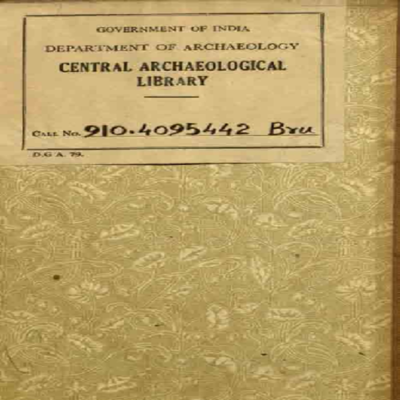 GOVERNMENT OF INDIA
DEPARTMENT OF ARCHAEOLOGY
CENTRAL ARCHAEOLOGICAL
LIBRARY
CALL No. 910.4095442 Bru
D.G A. 79.